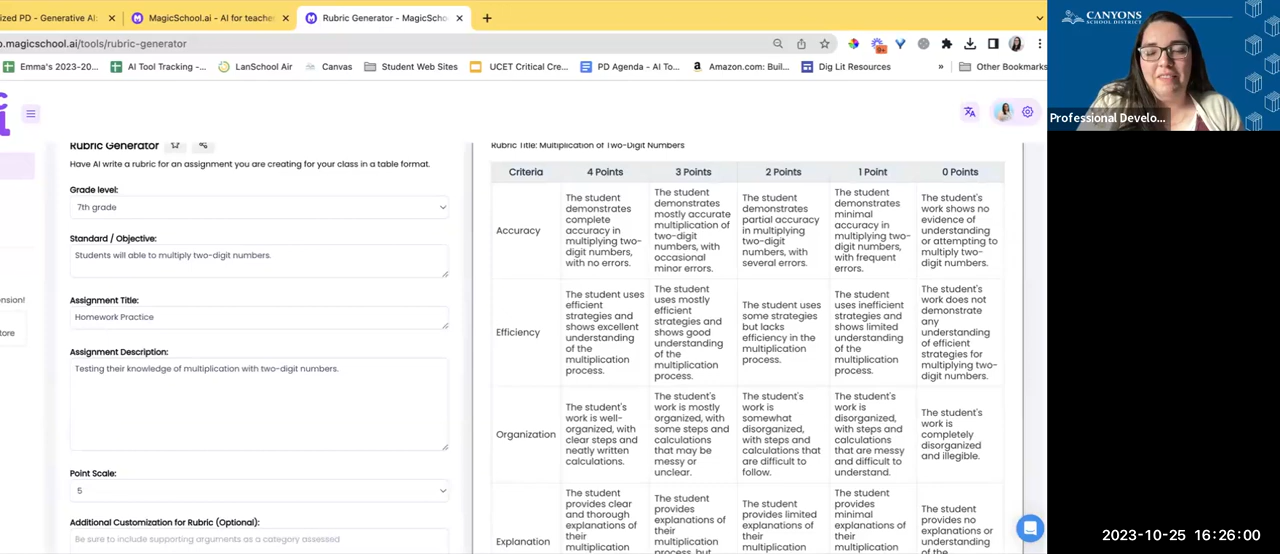 ized PD - Generative AI:
MagicSchool.ai - AI for teache
Rubric Generator - MagicSchoo
o.magicschool.ai/tools/rubric-generator
Emma's 2023-20...
AI Tool Tracking -...
LanSchool Air
Canvas
Student Web Sites
UCET Critical Cre...
PD Agenda - AI To...
Amazon.com: Buil...
Dig Lit Resources
»
Other Bookmarks
CANYONS
SCHOOL DISTRICT
Professional Develo...
Rubric Generator
Have AI write a rubric for an assignment you are creating for your class in a table format.
Grade level:
7th grade
Standard / Objective:
Students will able to multiply two-digit numbers.
Assignment Title:
Homework Practice
Assignment Description:
Testing their knowledge of multiplication with two-digit numbers.
Point Scale:
5
Additional Customization for Rubric (Optional):
Be sure to include supporting arguments as a category assessed
ension!
tore
Rubric Title: Multiplication of Two-Digit Numbers
Criteria
4 Points
3 Points
2 Points
1 Point
0 Points
Accuracy
The student
demonstrates
complete
accuracy in
multiplying two-
digit numbers,
with no errors.
The student
demonstrates
mostly accurate
multiplication of
two-digit
numbers, with
occasional
minor errors.
The student
demonstrates
partial accuracy
in multiplying
two-digit
numbers, with
several errors.
The student
demonstrates
minimal
accuracy in
multiplying two-
digit numbers,
with frequent
errors.
The student's
work shows no
evidence of
understanding
or attempting to
multiply two-
digit numbers.
Efficiency
The student uses
efficient
strategies and
shows excellent
understanding
of the
multiplication
process.
The student
uses mostly
efficient
strategies and
shows good
understanding
of the
multiplication
process.
The student uses
some strategies
but lacks
efficiency in the
multiplication
process.
The student uses
inefficient
strategies and
shows limited
understanding
of the
multiplication
process.
The student's
work does not
demonstrate
any
understanding
of efficient
strategies for
multiplying two-
digit numbers.
Organization
The student's
work is well-
organized, with
clear steps and
neatly written
calculations.
The student's
work is mostly
organized, with
some steps and
calculations
that may be
messy or
unclear.
The student's
work is
somewhat
disorganized,
with steps and
calculations that
are difficult to
follow.
The student's
work is
disorganized,
with steps and
calculations that
are messy and
difficult to
understand.
The student's
work is
completely
disorganized
and illegible.
Explanation
The student
provides clear
and thorough
explanations of
their
multiplication
The student
provides
explanations of
their
multiplication
process, but
The student
provides limited
explanations of
their
multiplication
The student
provides
minimal
explanations of
their
multiplication
The student
provides no
explanations or
understanding
of the
2023-10-25 16:26:00